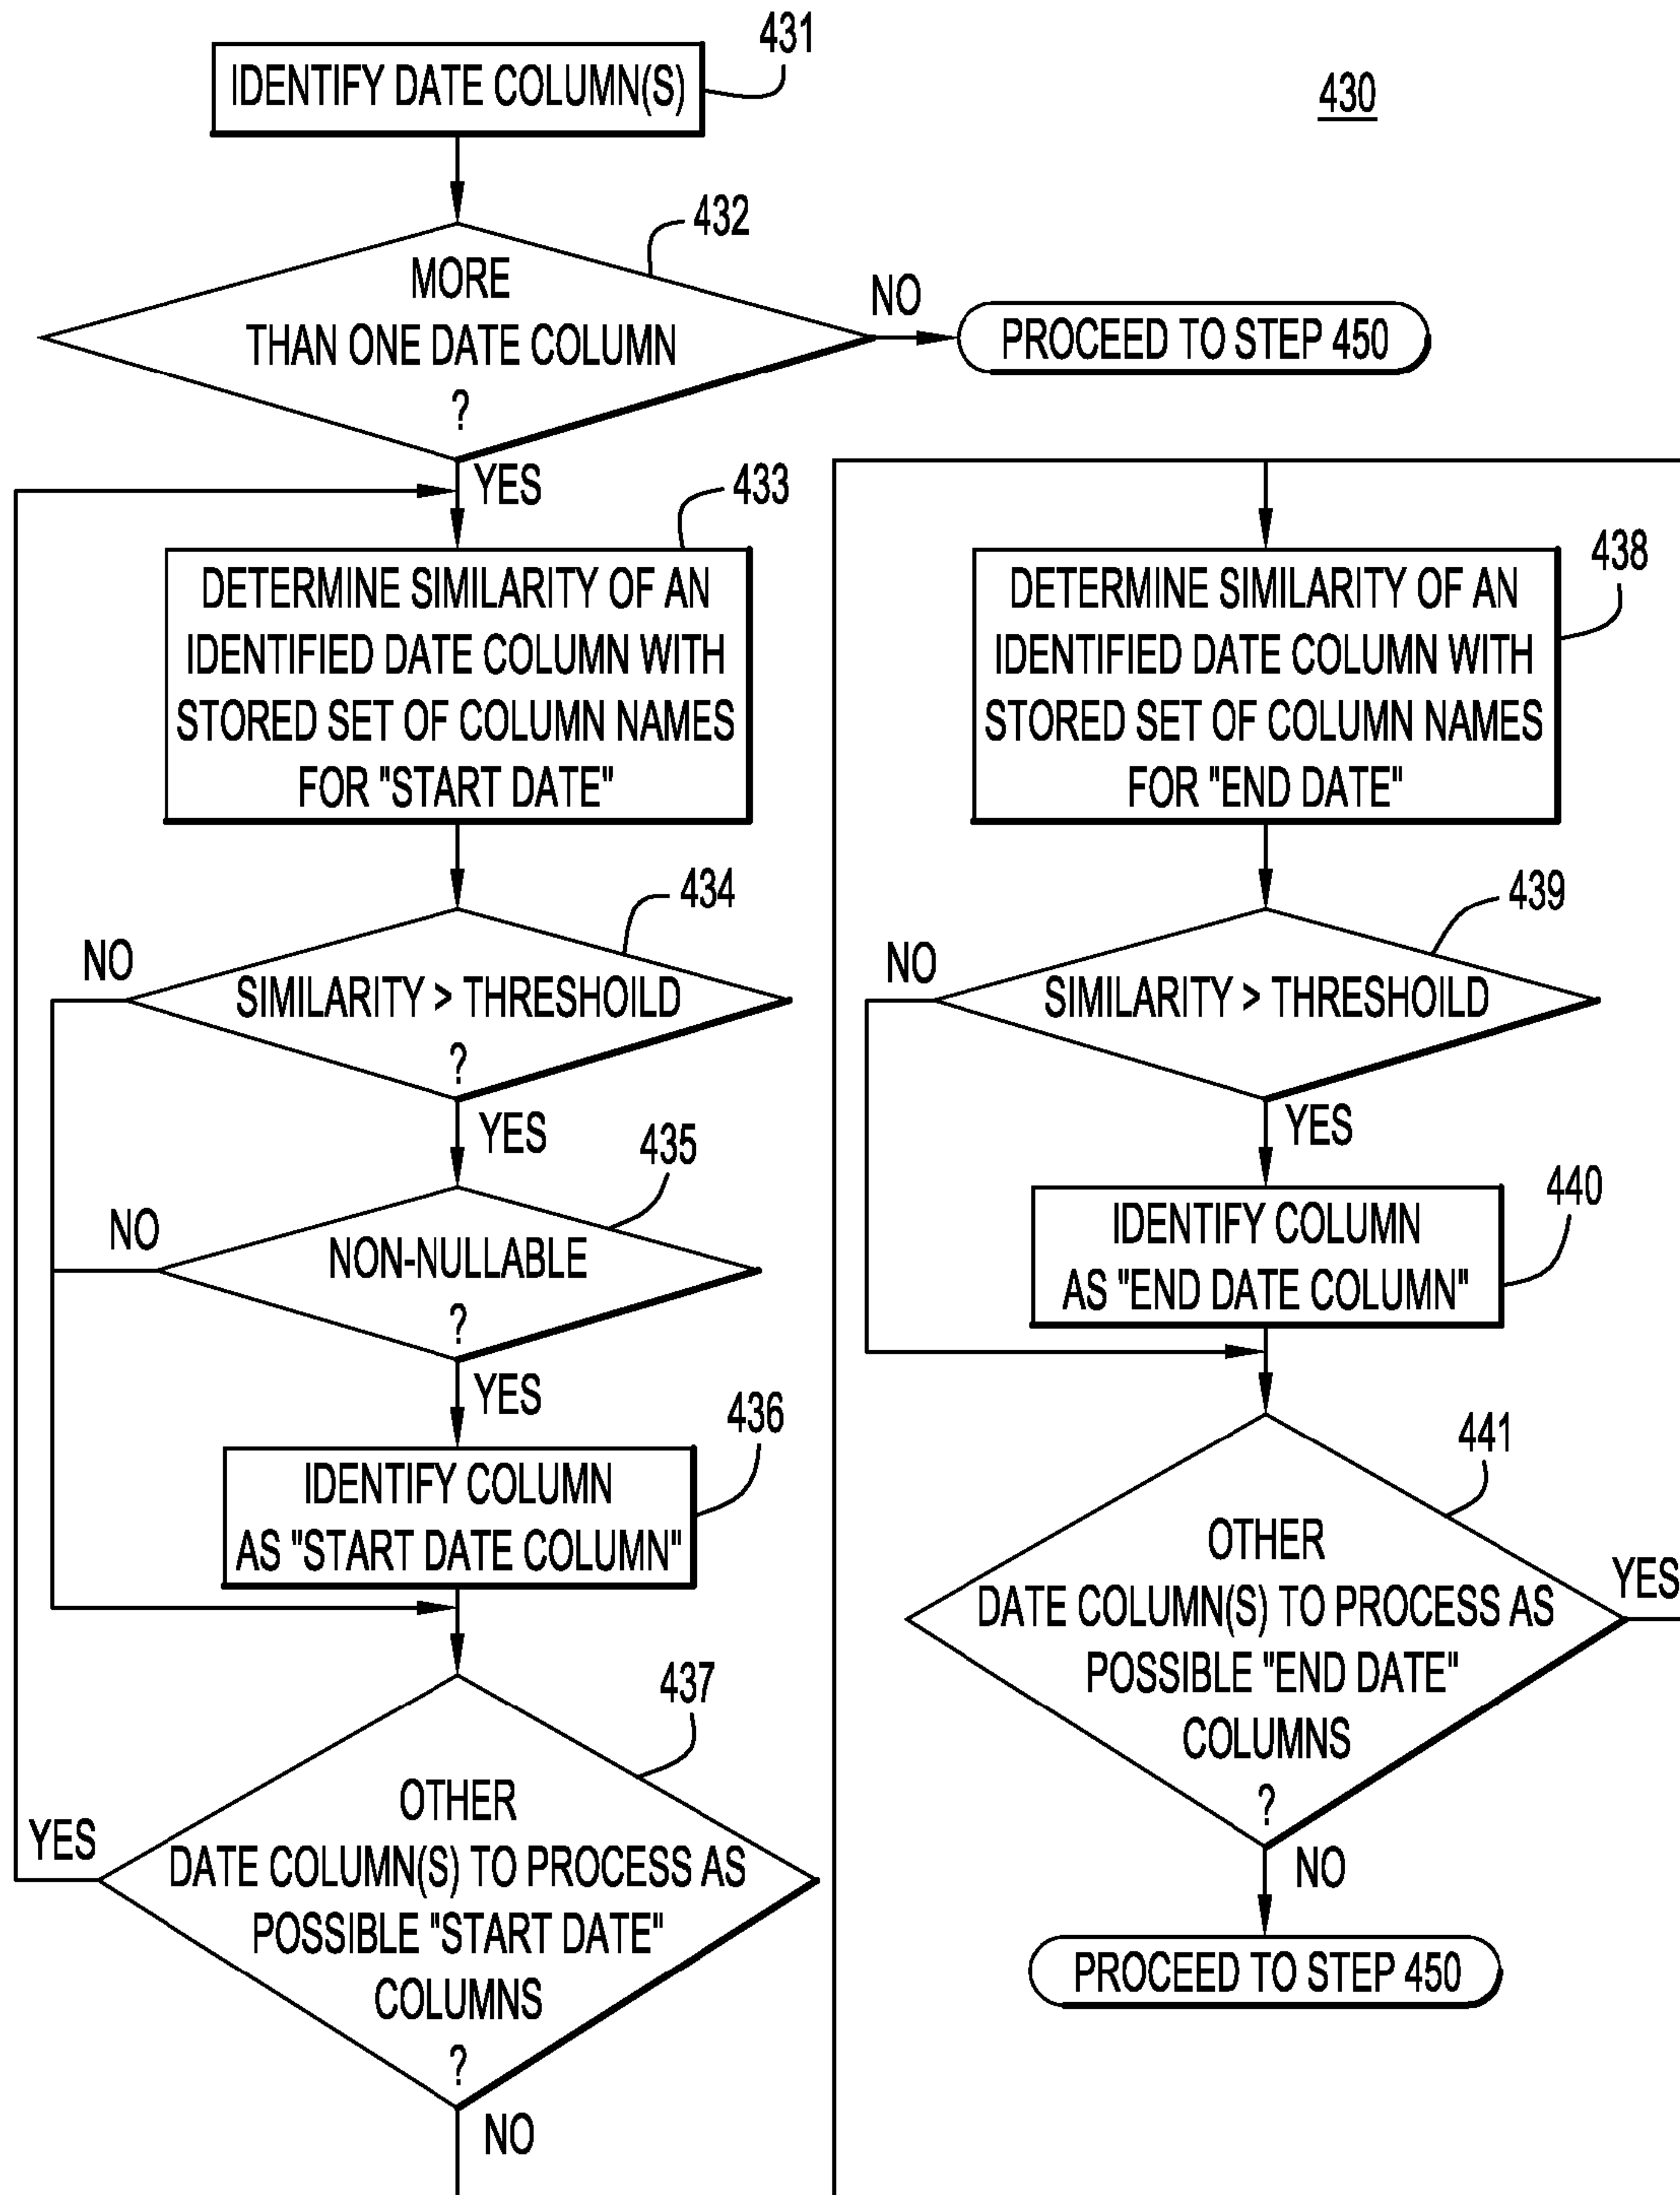 431
IDENTIFY DATE COLUMN(S)
430
432
MORE
THAN ONE DATE COLUMN
?
NO
PROCEED TO STEP 450
YES
433
DETERMINE SIMILARITY OF AN
IDENTIFIED DATE COLUMN WITH
STORED SET OF COLUMN NAMES
FOR "START DATE"
434
NO
SIMILARITY > THRESHOILD
?
YES
435
NO
NON-NULLABLE
?
YES
436
IDENTIFY COLUMN
AS "START DATE COLUMN"
437
OTHER
DATE COLUMN(S) TO PROCESS AS
POSSIBLE "START DATE"
COLUMNS
?
YES
NO
438
DETERMINE SIMILARITY OF AN
IDENTIFIED DATE COLUMN WITH
STORED SET OF COLUMN NAMES
FOR "END DATE"
439
NO
SIMILARITY > THRESHOILD
YES
440
IDENTIFY COLUMN
AS "END DATE COLUMN"
441
OTHER
DATE COLUMN(S) TO PROCESS AS
POSSIBLE "END DATE"
COLUMNS
?
YES
NO
PROCEED TO STEP 450